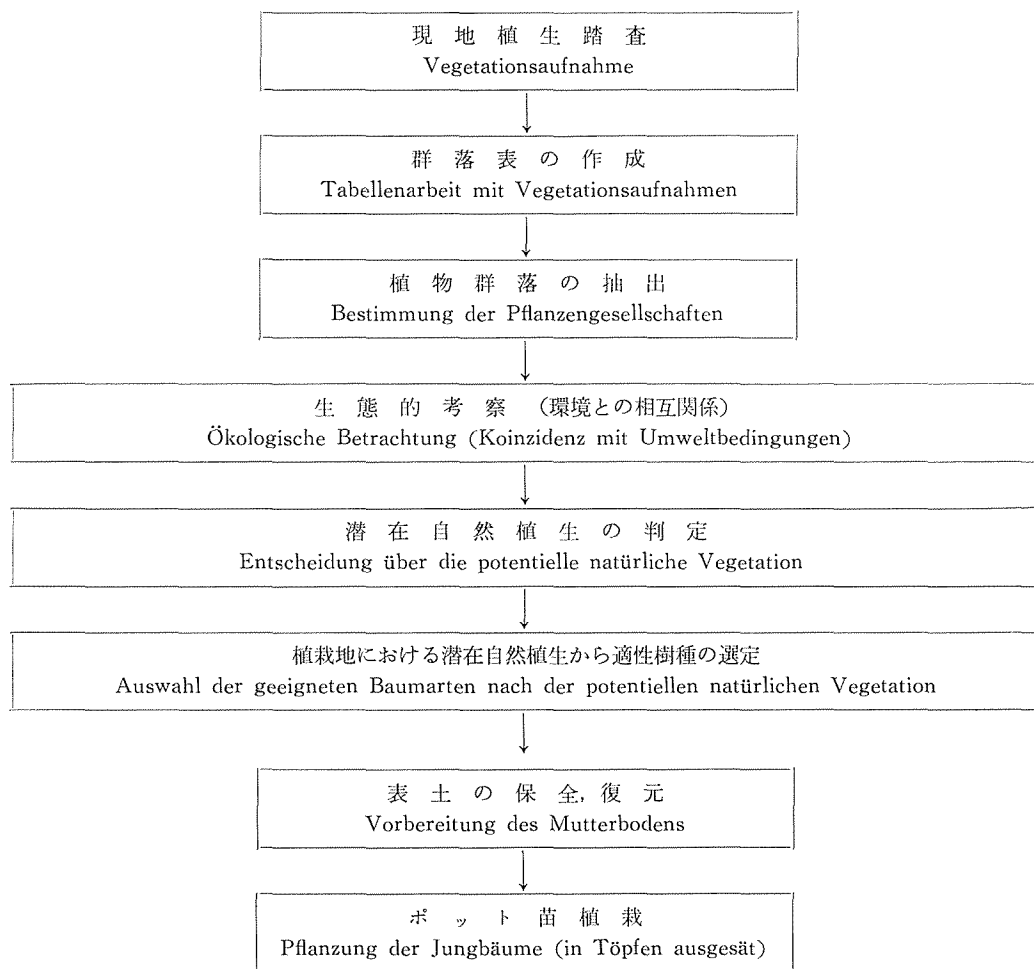 現地植生踏査
Vegetationsaufnahme
群落表の作成
Tabellenarbeit mit Vegetationsaufnahmen
植物群落の抽出
Bestimmung der Pflanzengesellschaften
生態的考察（環境との相互関係）
Ökologische Betrachtung (Koinzidenz mit Umweltbedingungen)
潜在自然植生の判定
Entscheidung über die potentielle natürliche Vegetation
植栽地における潜在自然植生から適性樹種の選定
Auswahl der geeigneten Baumarten nach der potentiellen natürlichen Vegetation
表土の保全，復元
Vorbereitung des Mutterbodens
ポット苗植栽
Pflanzung der Jungbäume (in Töpfen ausgesät)